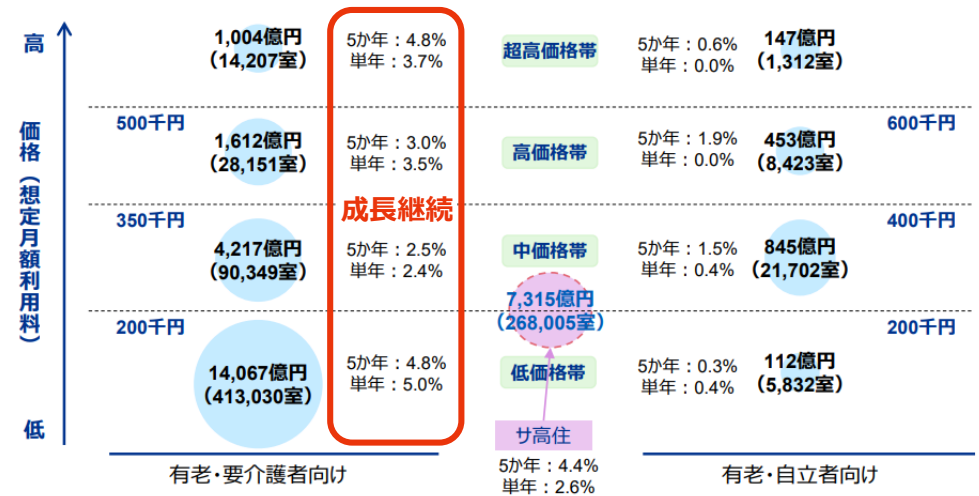 高
価格（想定月額利用料）
低
1,004億円
(14,207室)
5か年：4.8%
単年：3.7%
超高価格帯
5か年：0.6%
単年：0.0%
147億円
(1,312室)
500千円
600千円
1,612億円
(28,151室)
5か年：3.0%
単年：3.5%
高価格帯
5か年：1.9%
単年：0.0%
453億円
(8,423室)
成長継続
350千円
400千円
4,217億円
(90,349室)
5か年：2.5%
単年：2.4%
中価格帯
5か年：1.5%
単年：0.4%
845億円
(21,702室)
7,315億円
(268,005室)
200千円
200千円
14,067億円
(413,030室)
5か年：4.8%
単年：5.0%
低価格帯
5か年：0.3%
単年：0.4%
112億円
(5,832室)
サ高住
5か年：4.4%
単年：2.6%
有老・要介護者向け
有老・自立者向け